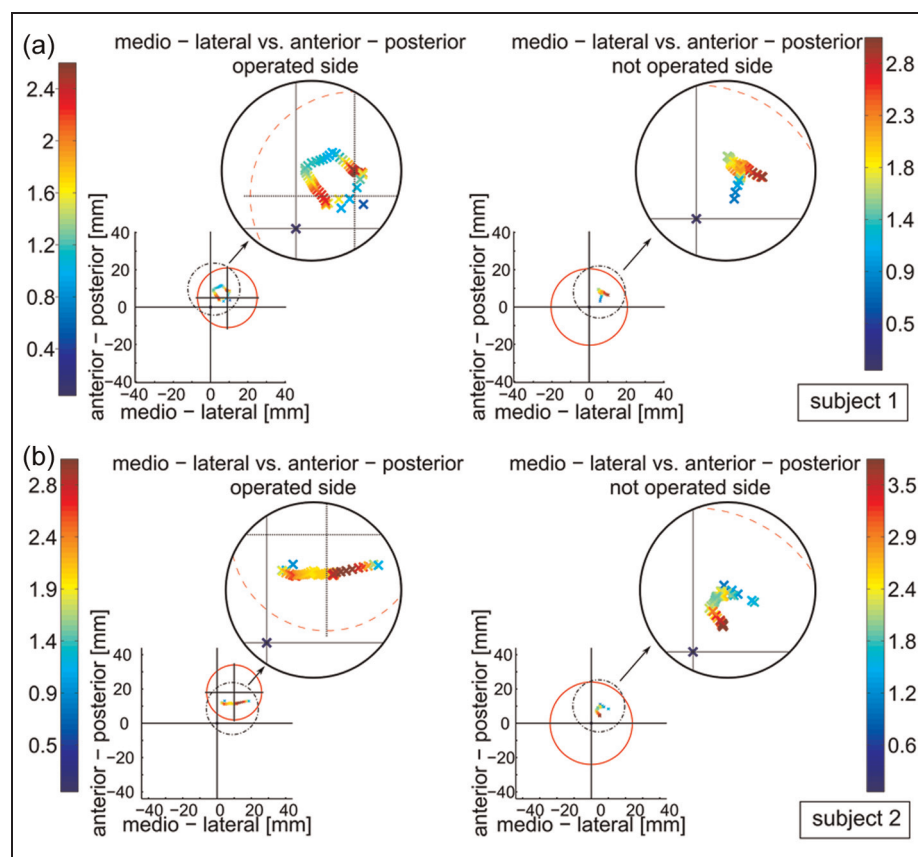 (a)
medio – lateral vs. anterior – posterior
operated side
medio – lateral vs. anterior – posterior
not operated side
2.4
2
1.6
1.2
0.8
0.4
anterior – posterior [mm]
40
20
0
−20
−40
−40 −20 0 20 40
medio – lateral [mm]
anterior – posterior [mm]
40
20
0
−20
−40
−40 −20 0 20 40
medio – lateral [mm]
2.8
2.4
1.9
1.4
0.9
0.5
subject 1
(b)
medio – lateral vs. anterior – posterior
operated side
medio – lateral vs. anterior – posterior
not operated side
2.8
2.4
1.9
1.4
0.9
0.5
anterior – posterior [mm]
40
20
0
−20
−40
−40 −20 0 20 40
medio – lateral [mm]
anterior – posterior [mm]
40
20
0
−20
−40
−40 −20 0 20 40
medio – lateral [mm]
3.5
2.9
2.4
1.8
1.2
0.6
subject 2